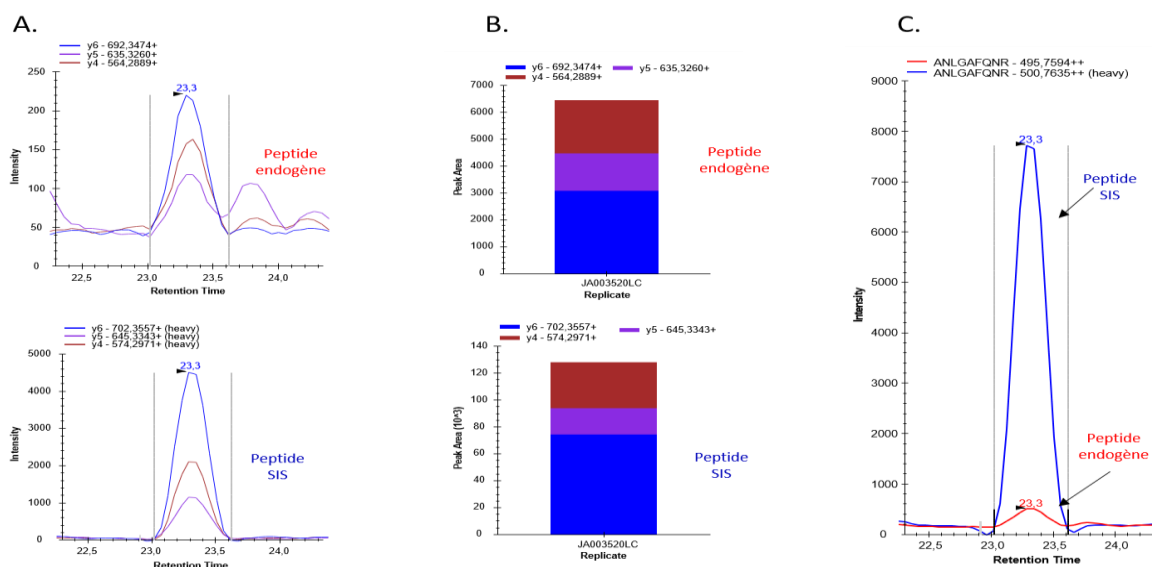 A.
y6 - 692,3474+
y5 - 635,3260+
y4 - 564,2889+
250
200
150
100
50
0
Intensity
23,3
Peptide
endogène
22,5 23,0 23,5 24,0
Retention Time
y6 - 702,3557+ (heavy)
y5 - 645,3343+ (heavy)
y4 - 574,2971+ (heavy)
5000
4000
3000
2000
1000
0
Intensity
23,3
Peptide
SIS
22,5 23,0 23,5 24,0
Retention Time
B.
y6 - 692,3474+ y5 - 635,3260+
y4 - 564,2889+
7000
6000
5000
4000
3000
2000
1000
0
Peak Area
Peptide
endogène
JA003520LC
Replicate
y6 - 702,3557+ y5 - 645,3343+
y4 - 574,2971+
140
120
100
80
60
40
20
0
Peak Area (10^3)
Peptide
SIS
JA003520LC
Replicate
C.
ANLGAFQNR - 495,7594++
ANLGAFQNR - 500,7635++ (heavy)
9000
8000
7000
6000
5000
4000
3000
2000
1000
0
Intensity
23,3
Peptide
SIS
Peptide
endogène
23,3
22,5 23,0 23,5 24,0
Retention Time